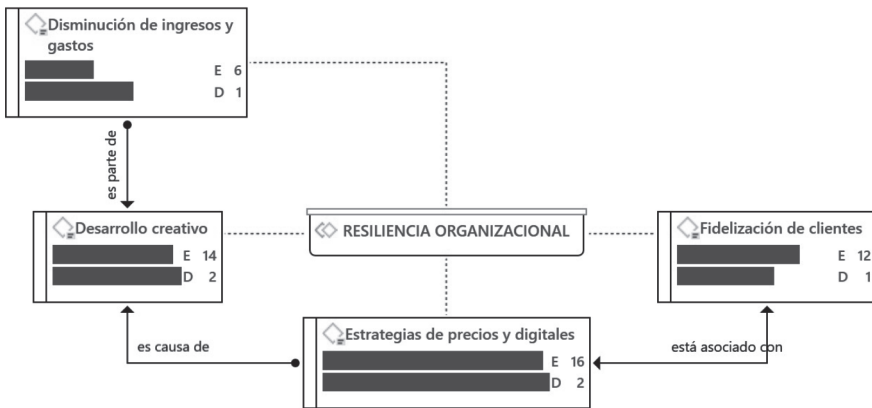 Disminución de ingresos y
gastos
E 6
D 1
es parte de
Desarrollo creativo
E 14
D 2
RESILIENCIA ORGANIZACIONAL
Fidelización de clientes
E 12
D 1
es causa de
Estrategias de precios y digitales
E 16
D 2
está asociado con